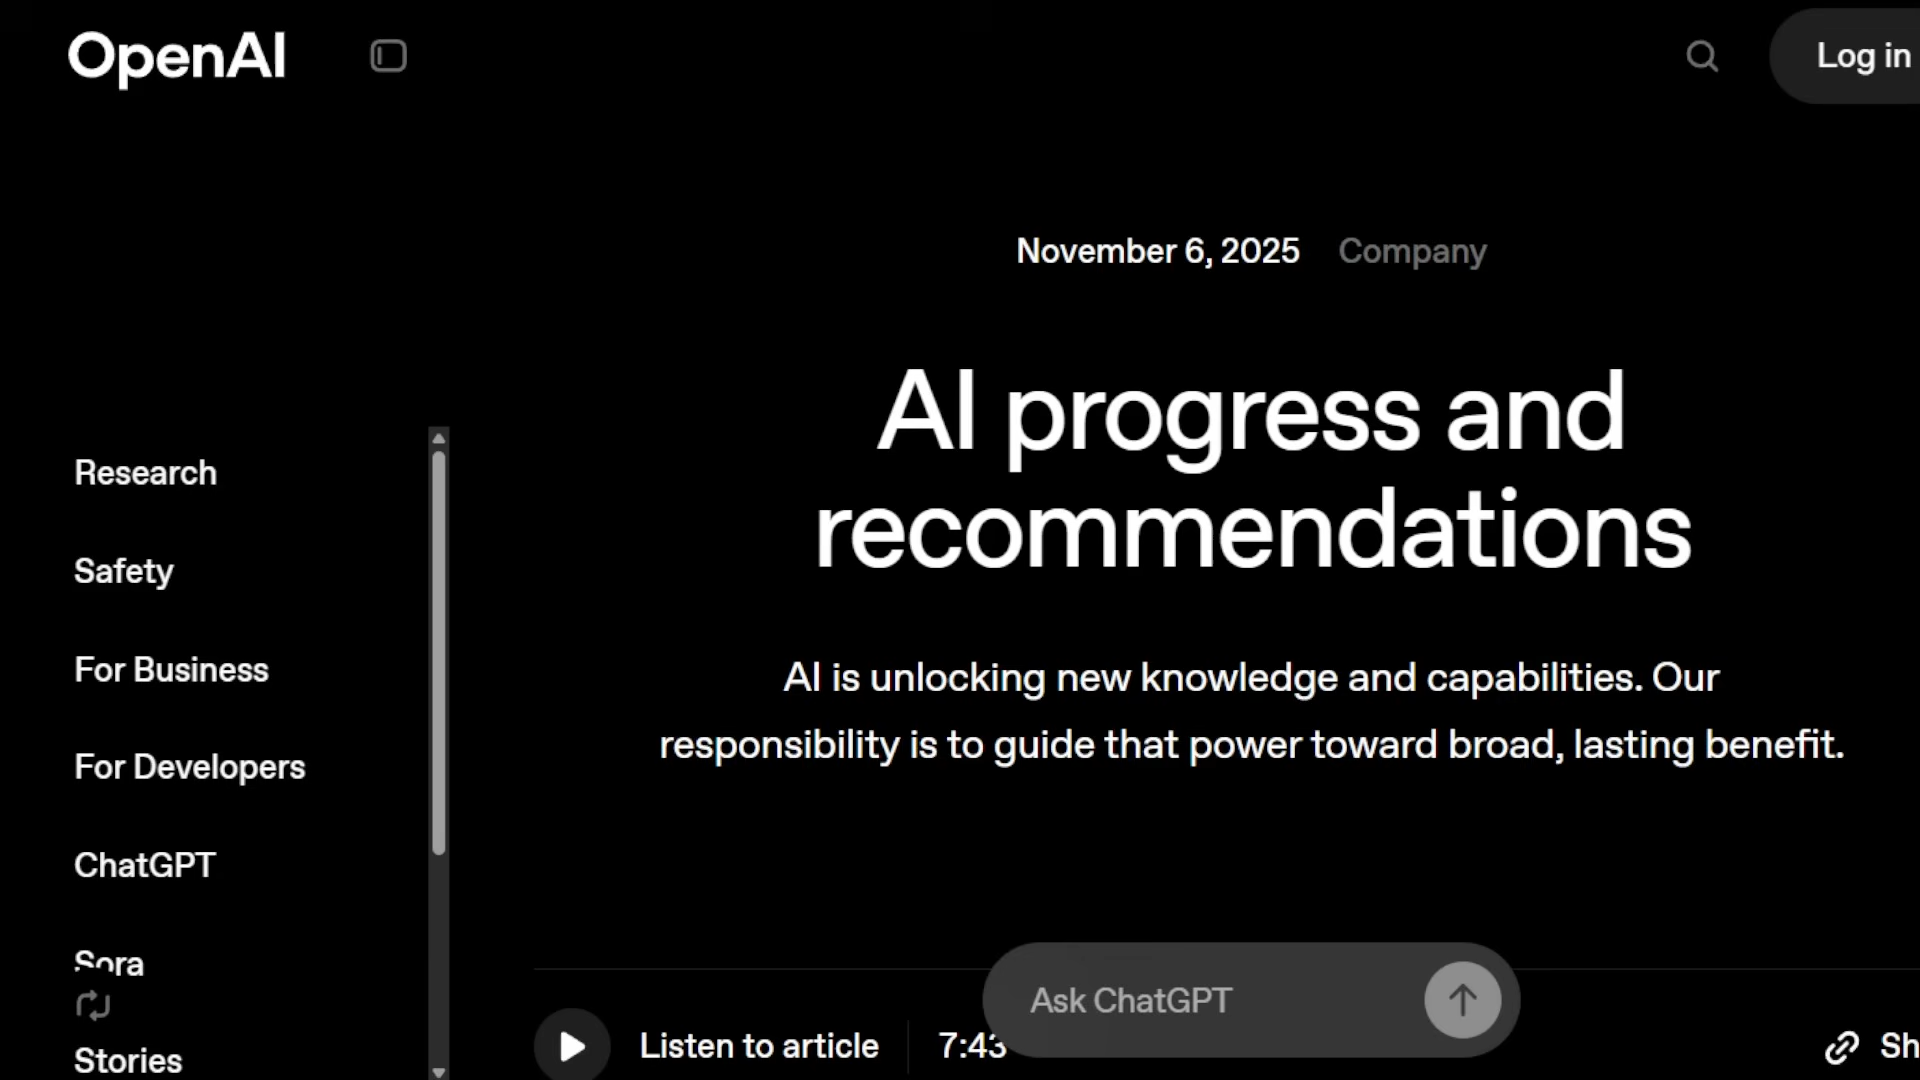 OpenAI
Log in
November 6, 2025 Company
AI progress and
recommendations
AI is unlocking new knowledge and capabilities. Our
responsibility is to guide that power toward broad, lasting benefit.
Research
Safety
For Business
For Developers
ChatGPT
Sora
Stories
Ask ChatGPT
Listen to article 7:43
Sh